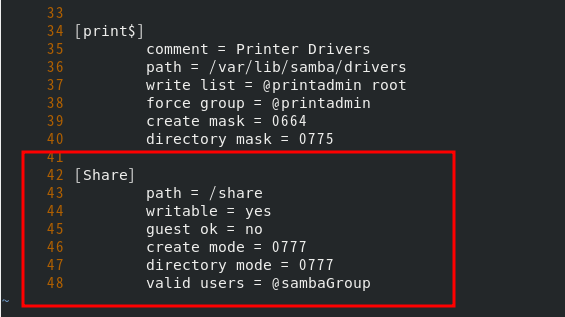 33
34 [print$]
35         comment = Printer Drivers
36         path = /var/lib/samba/drivers
37         write list = @printadmin root
38         force group = @printadmin
39         create mask = 0664
40         directory mask = 0775
41
42 [Share]
43         path = /share
44         writable = yes
45         guest ok = no
46         create mode = 0777
47         directory mode = 0777
48         valid users = @sambaGroup
~